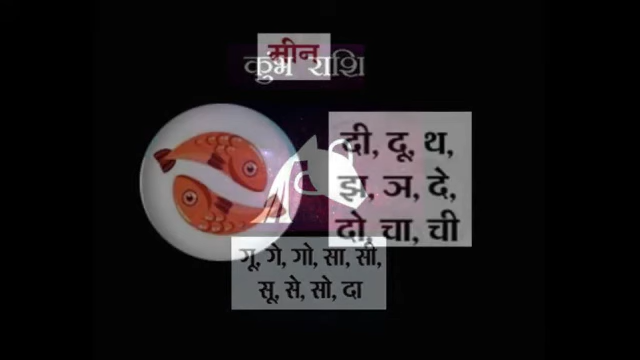 मीन
कुंभ राशि
दी, दू, थ,
झ, ञ, दे,
दो, चा, ची
गू, गे, गो, सा, सी,
सू, से, सो, दा